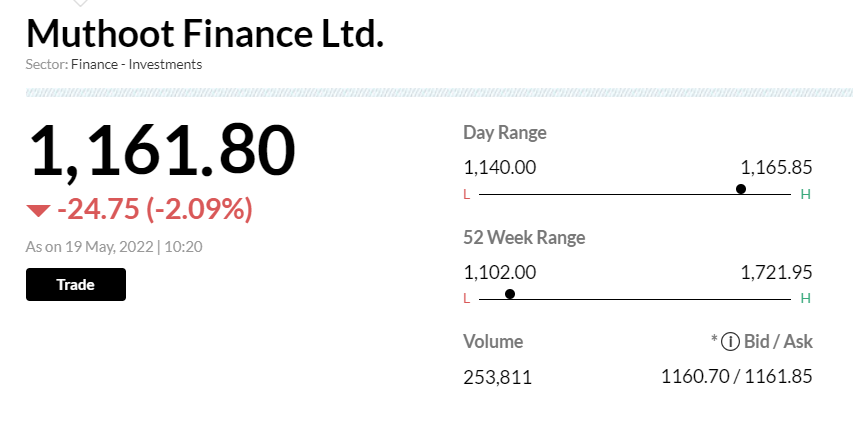 Muthoot Finance Ltd.
Sector: Finance - Investments
1,161.80
-24.75 (-2.09%)
As on 19 May, 2022 | 10:20
Trade
Day Range
1,140.00 1,165.85
L H
52 Week Range
1,102.00 1,721.95
L H
Volume * i Bid / Ask
253,811 1160.70 / 1161.85